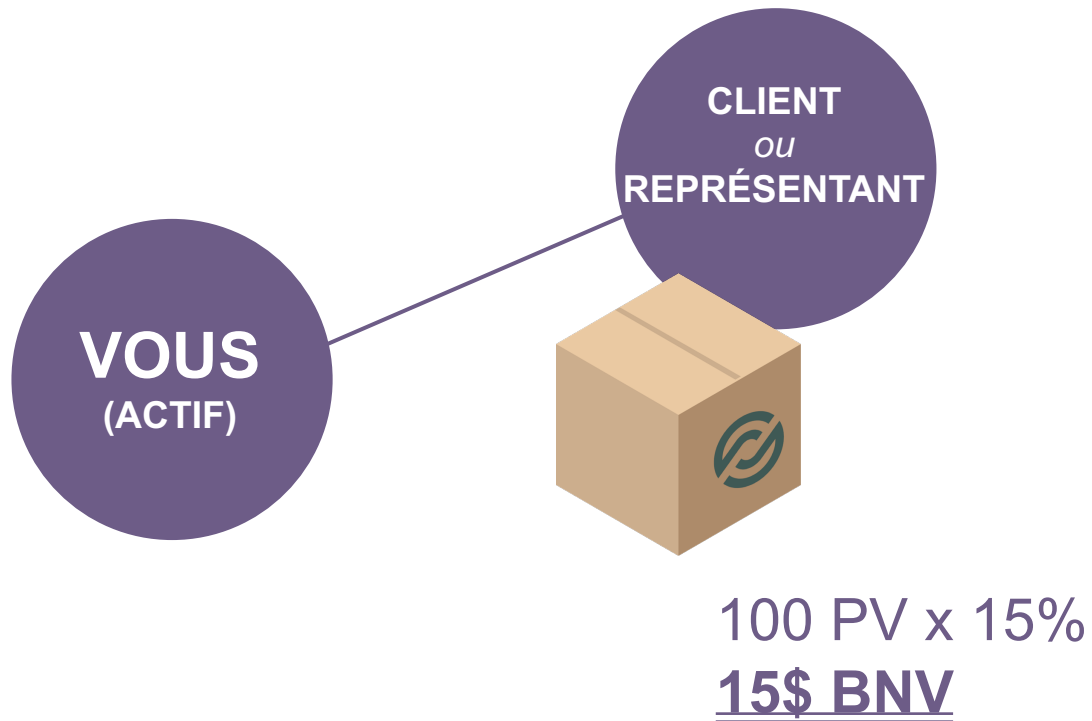 CLIENT
ou
REPRÉSENTANT
VOUS
(ACTIF)
100 PV x 15%
15$ BNV